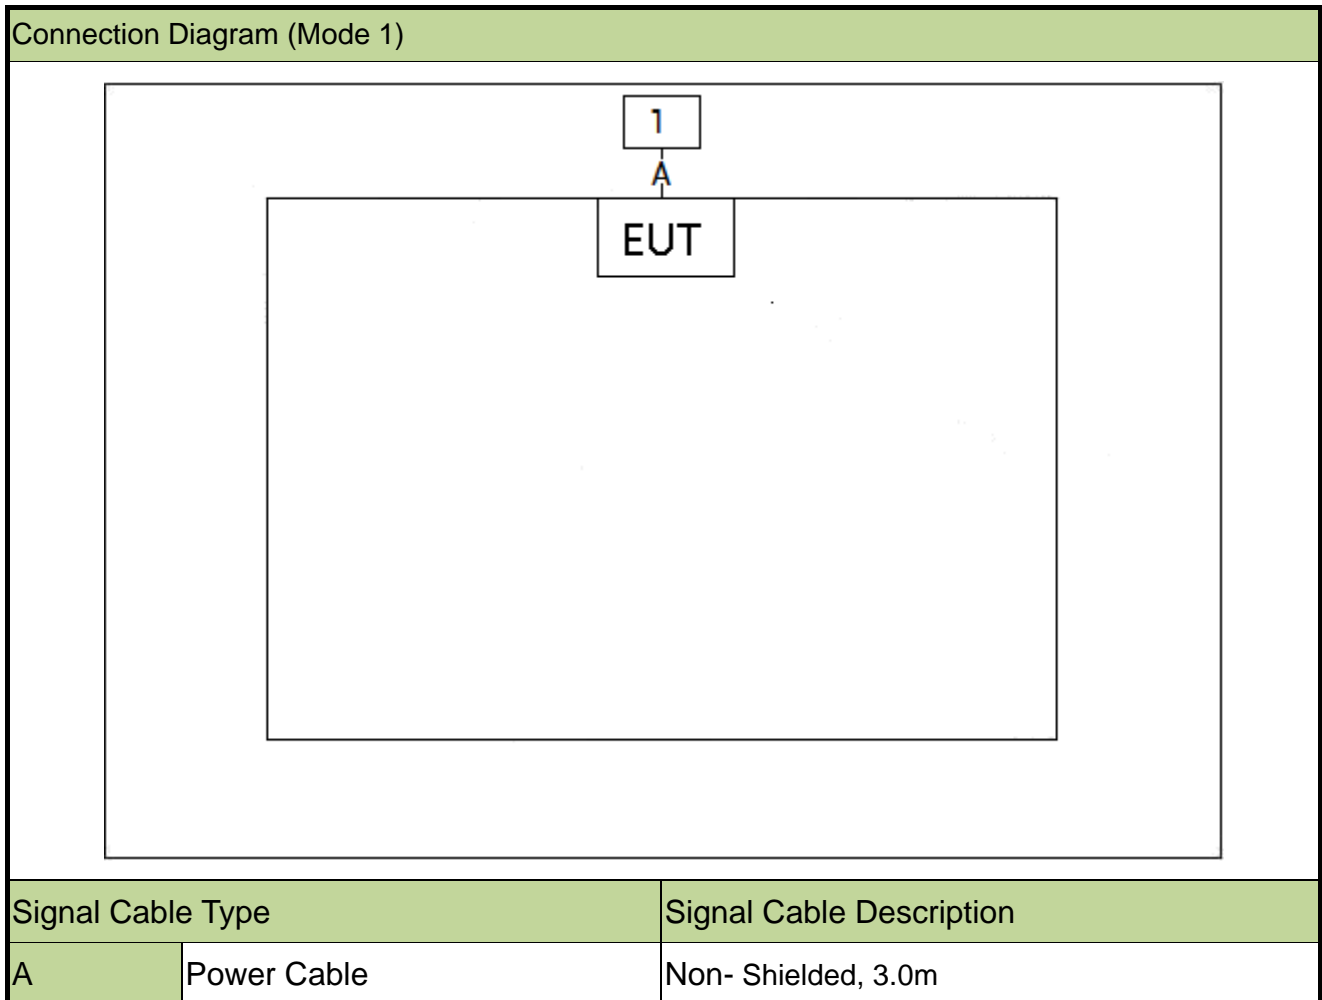 Connection Diagram (Mode 1)
1
A
EUT
Signal Cable Type Signal Cable Description
A Power Cable Non- Shielded, 3.0m